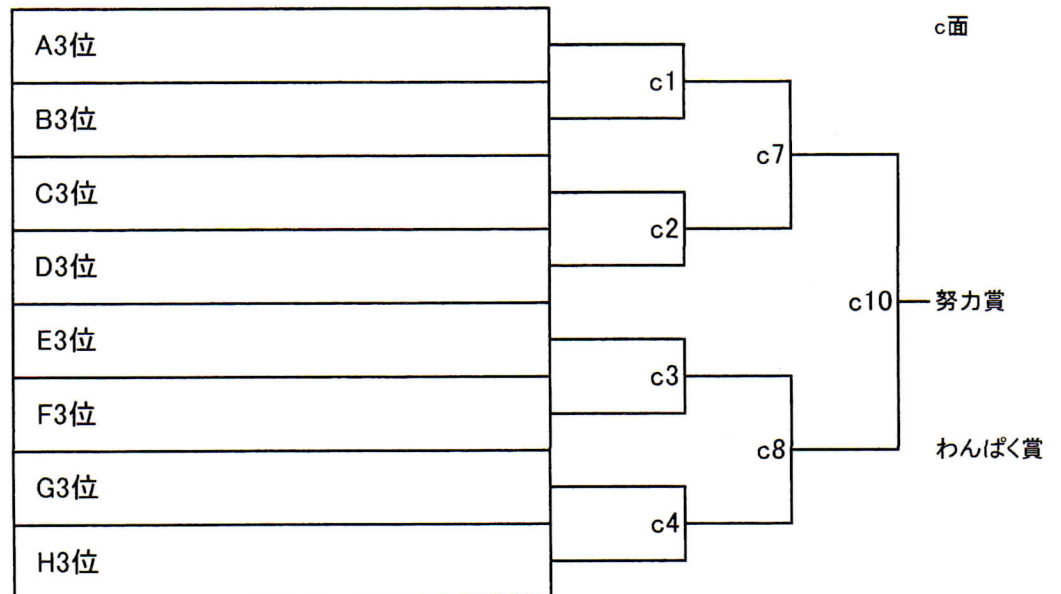 c面
A3位
B3位
C3位
D3位
E3位
F3位
G3位
H3位
c1
c2
c3
c4
c7
c8
c10
努力賞
わんぱく賞